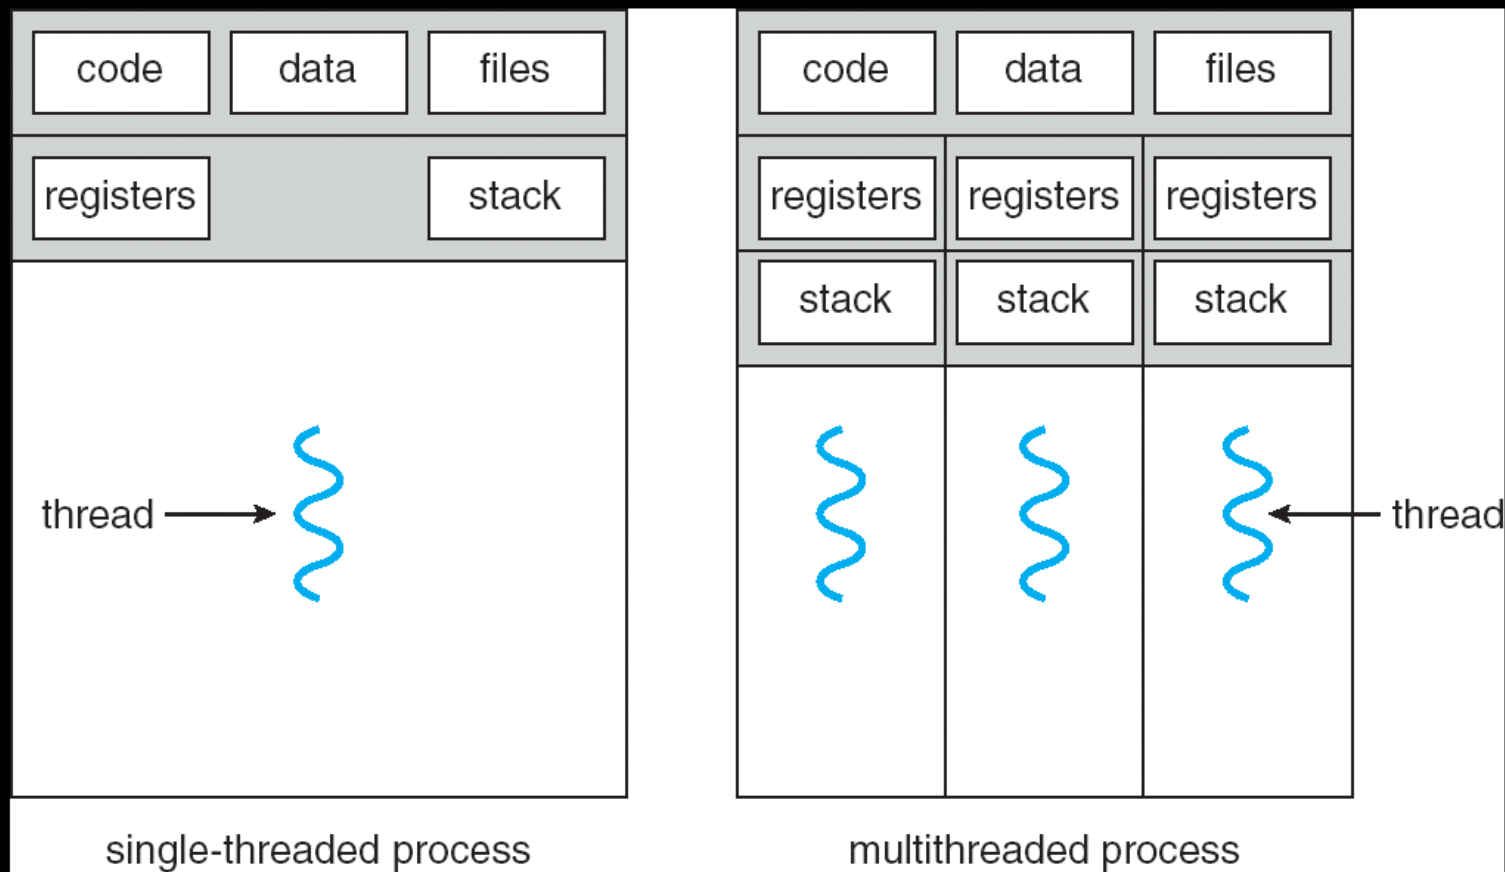 code data files
registers stack
thread
single-threaded process
code data files
registers registers registers
stack stack stack
thread
multithreaded process